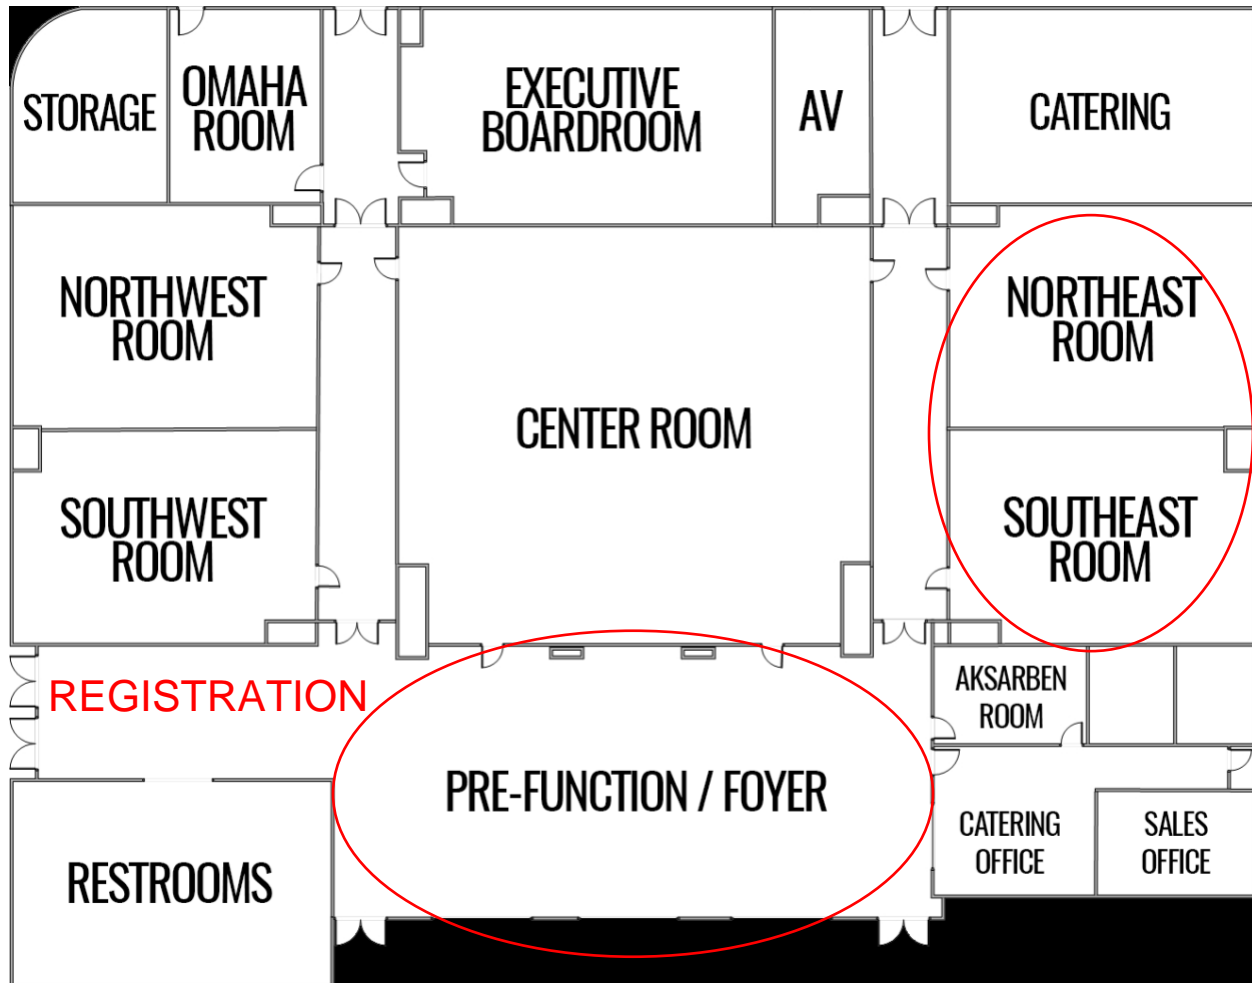 STORAGE
OMAHA
ROOM
EXECUTIVE
BOARDROOM
AV
CATERING
NORTHWEST
ROOM
NORTHEAST
ROOM
CENTER ROOM
SOUTHWEST
ROOM
SOUTHEAST
ROOM
REGISTRATION
AKSARBEN
ROOM
PRE-FUNCTION / FOYER
CATERING
OFFICE
SALES
OFFICE
RESTROOMS